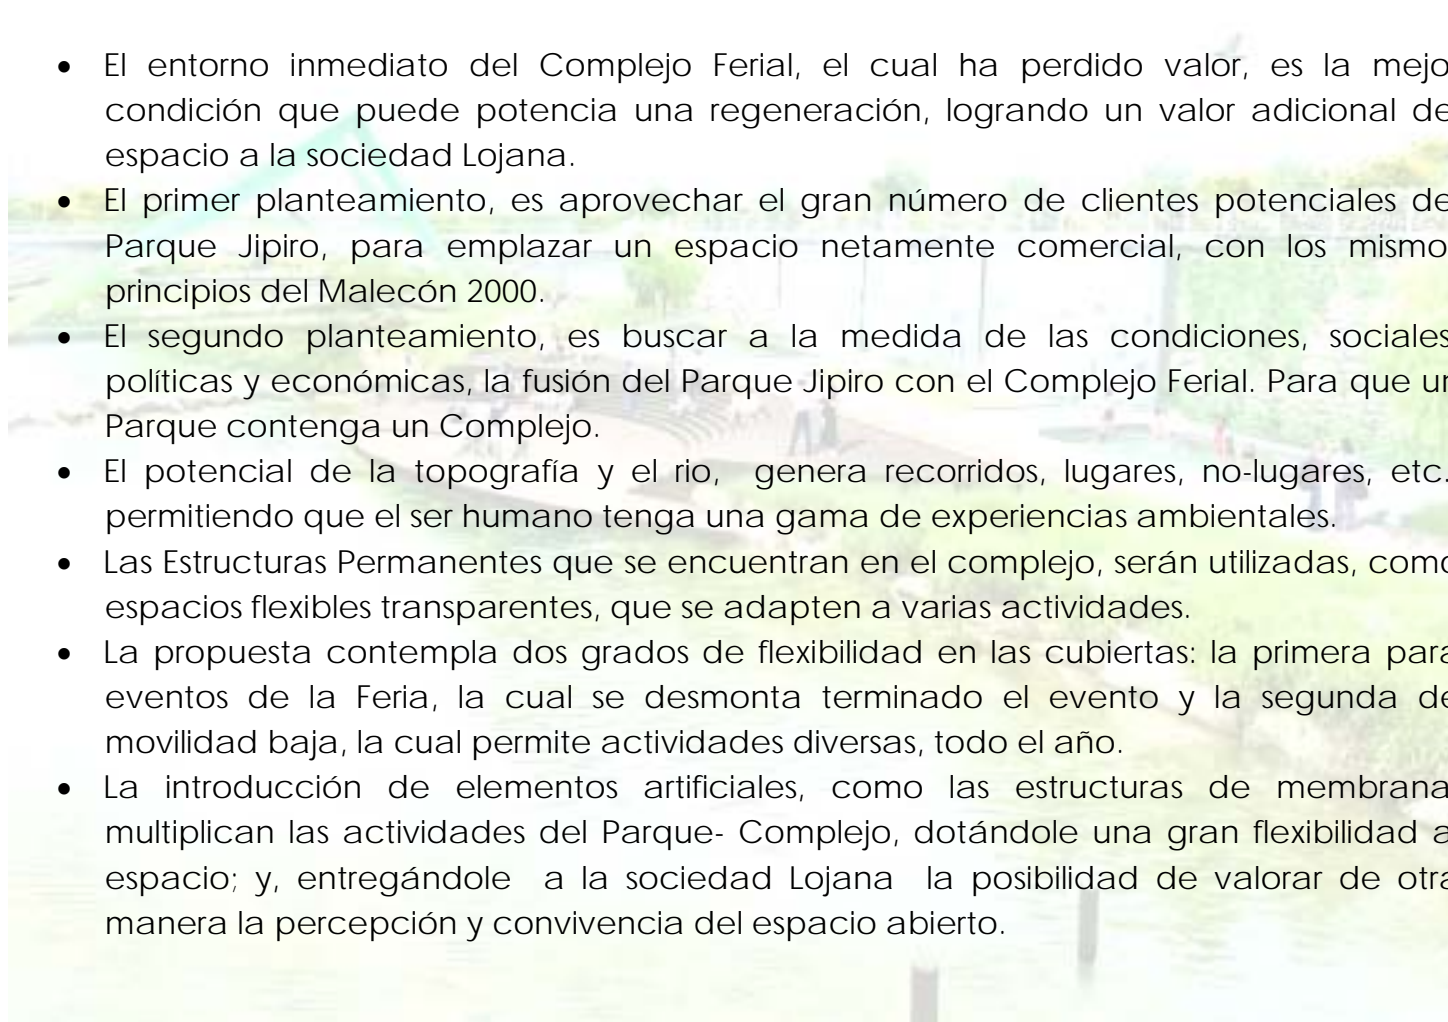 • El entorno inmediato del Complejo Ferial, el cual ha perdido valor, es la mejo
condición que puede potencia una regeneración, logrando un valor adicional de
espacio a la sociedad Lojana.
• El primer planteamiento, es aprovechar el gran número de clientes potenciales de
Parque Jipiro, para emplazar un espacio netamente comercial, con los mismo
principios del Malecón 2000.
• El segundo planteamiento, es buscar a la medida de las condiciones, sociales
políticas y económicas, la fusión del Parque Jipiro con el Complejo Ferial. Para que un
Parque contenga un Complejo.
• El potencial de la topografía y el rio, genera recorridos, lugares, no-lugares, etc.
permitiendo que el ser humano tenga una gama de experiencias ambientales.
• Las Estructuras Permanentes que se encuentran en el complejo, serán utilizadas, como
espacios flexibles transparentes, que se adapten a varias actividades.
• La propuesta contempla dos grados de flexibilidad en las cubiertas: la primera para
eventos de la Feria, la cual se desmonta terminado el evento y la segunda de
movilidad baja, la cual permite actividades diversas, todo el año.
• La introducción de elementos artificiales, como las estructuras de membrana
multiplican las actividades del Parque- Complejo, dotándole una gran flexibilidad a
espacio; y, entregándole a la sociedad Lojana la posibilidad de valorar de otra
manera la percepción y convivencia del espacio abierto.